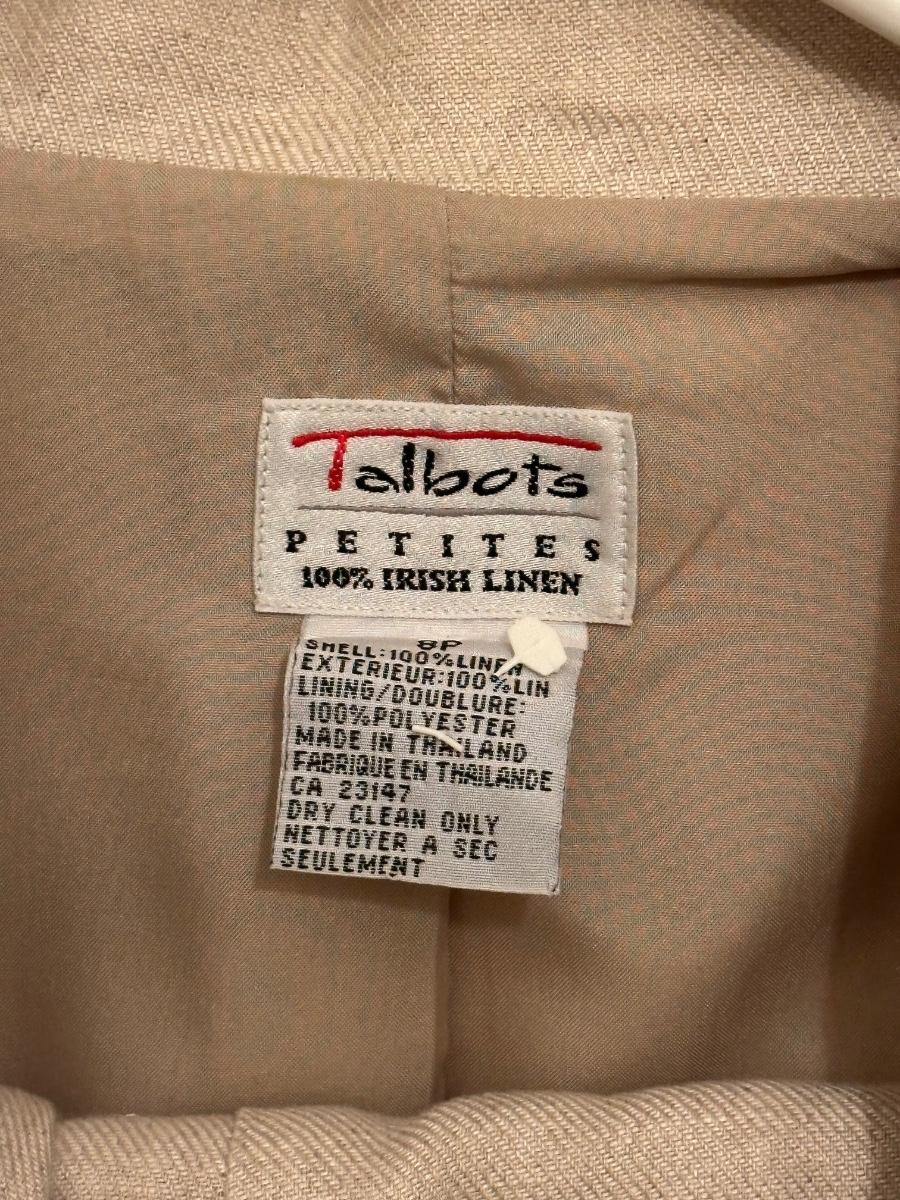 Talbots
PETITES
100% IRISH LINEN
8P
SHELL:100%LINEN
EXTERIEUR:100%LIN
LINING/DOUBLURE:
100%POLYESTER
MADE IN THAILAND
FABRIQUE EN THAILANDE
CA 23147
DRY CLEAN ONLY
NETTOYER A SEC
SEULEMENT